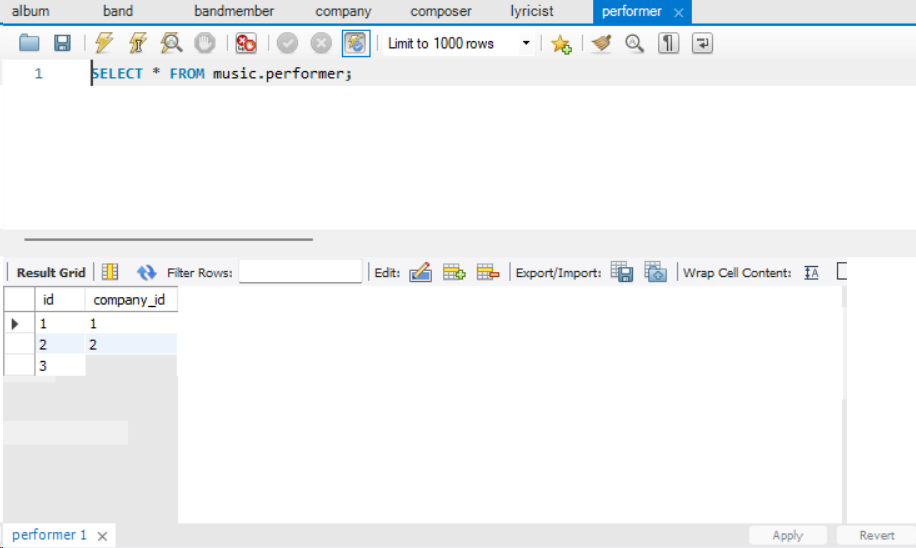 album band bandmember company composer lyricist performer
Limit to 1000 rows
1 SELECT * FROM music.performer;
Result Grid Filter Rows: Edit: Export/Import: Wrap Cell Content: IA
id company_id
1 1
2 2
3
performer 1 Apply Revert